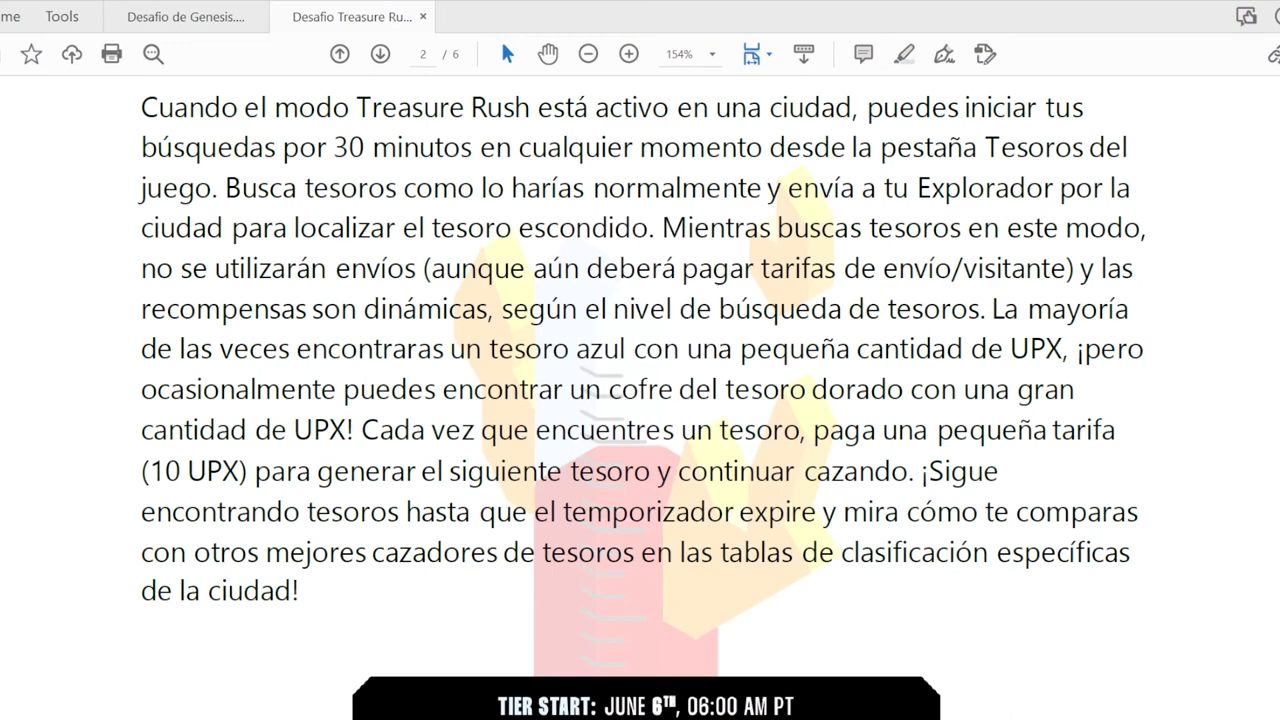 me Tools Desafio de Genesis.... Desafio Treasure Ru... ×
2 / 6 154%
Cuando el modo Treasure Rush está activo en una ciudad, puedes iniciar tus
búsquedas por 30 minutos en cualquier momento desde la pestaña Tesoros del
juego. Busca tesoros como lo harías normalmente y envía a tu Explorador por la
ciudad para localizar el tesoro escondido. Mientras buscas tesoros en este modo,
no se utilizarán envíos (aunque aún deberá pagar tarifas de envío/visitante) y las
recompensas son dinámicas, según el nivel de búsqueda de tesoros. La mayoría
de las veces encontraras un tesoro azul con una pequeña cantidad de UPX, ¡pero
ocasionalmente puedes encontrar un cofre del tesoro dorado con una gran
cantidad de UPX! Cada vez que encuentres un tesoro, paga una pequeña tarifa
(10 UPX) para generar el siguiente tesoro y continuar cazando. ¡Sigue
encontrando tesoros hasta que el temporizador expire y mira cómo te comparas
con otros mejores cazadores de tesoros en las tablas de clasificación específicas
de la ciudad!
TIER START: JUNE 6TH, 06:00 AM PT